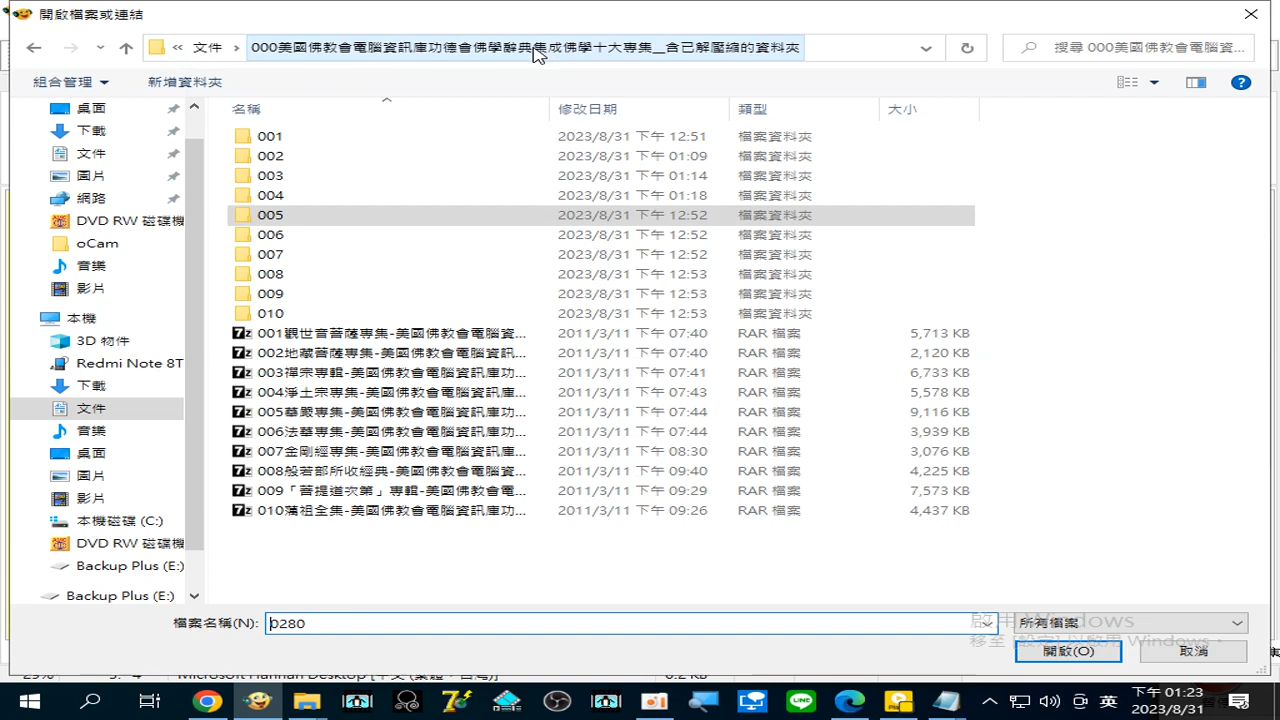 開啟檔案或連結
« 文件 › 000美國佛教會電腦資訊庫功德會佛學辭典集成佛學十大專集__含已解壓縮的資料夾
搜尋 000美國佛教會電腦資...
組合管理 新增資料夾
名稱 修改日期 類型 大小
桌面
下載
文件
圖片
網路
DVD RW 磁碟機
oCam
音樂
影片
本機
3D 物件
Redmi Note 8T
下載
文件
音樂
桌面
圖片
影片
本機磁碟 (C:)
DVD RW 磁碟機
Backup Plus (E:)
Backup Plus (E:)
001 2023/8/31 下午 12:51 檔案資料夾
002 2023/8/31 下午 01:09 檔案資料夾
003 2023/8/31 下午 01:14 檔案資料夾
004 2023/8/31 下午 01:18 檔案資料夾
005 2023/8/31 下午 12:52 檔案資料夾
006 2023/8/31 下午 12:52 檔案資料夾
007 2023/8/31 下午 12:52 檔案資料夾
008 2023/8/31 下午 12:53 檔案資料夾
009 2023/8/31 下午 12:53 檔案資料夾
010 2023/8/31 下午 12:53 檔案資料夾
001觀世音菩薩專集-美國佛教會電腦資... 2011/3/11 07:40 RAR 檔案 5,713 KB
002地藏菩薩專集-美國佛教會電腦資訊... 2011/3/11 07:40 RAR 檔案 2,120 KB
003禪宗專輯-美國佛教會電腦資訊庫功... 2011/3/11 07:41 RAR 檔案 6,733 KB
004淨土宗專集-美國佛教會電腦資訊庫... 2011/3/11 07:43 RAR 檔案 5,578 KB
005華嚴專集-美國佛教會電腦資訊庫功... 2011/3/11 07:44 RAR 檔案 9,116 KB
006法華專集-美國佛教會電腦資訊庫功... 2011/3/11 07:44 RAR 檔案 3,939 KB
007金剛經專集-美國佛教會電腦資訊庫... 2011/3/11 08:30 RAR 檔案 3,076 KB
008般若部所收經典-美國佛教會電腦資... 2011/3/11 09:40 RAR 檔案 4,225 KB
009「菩提道次第」專輯-美國佛教會電... 2011/3/11 09:29 RAR 檔案 7,573 KB
010蕅祖全集-美國佛教會電腦資訊庫功... 2011/3/11 09:26 RAR 檔案 4,437 KB
檔案名稱(N): 0280 所有檔案
啟用 Windows
移至 [設定] 以啟用 Windows。
開啟(O) 取消
英 下午 01:23
2023/8/31